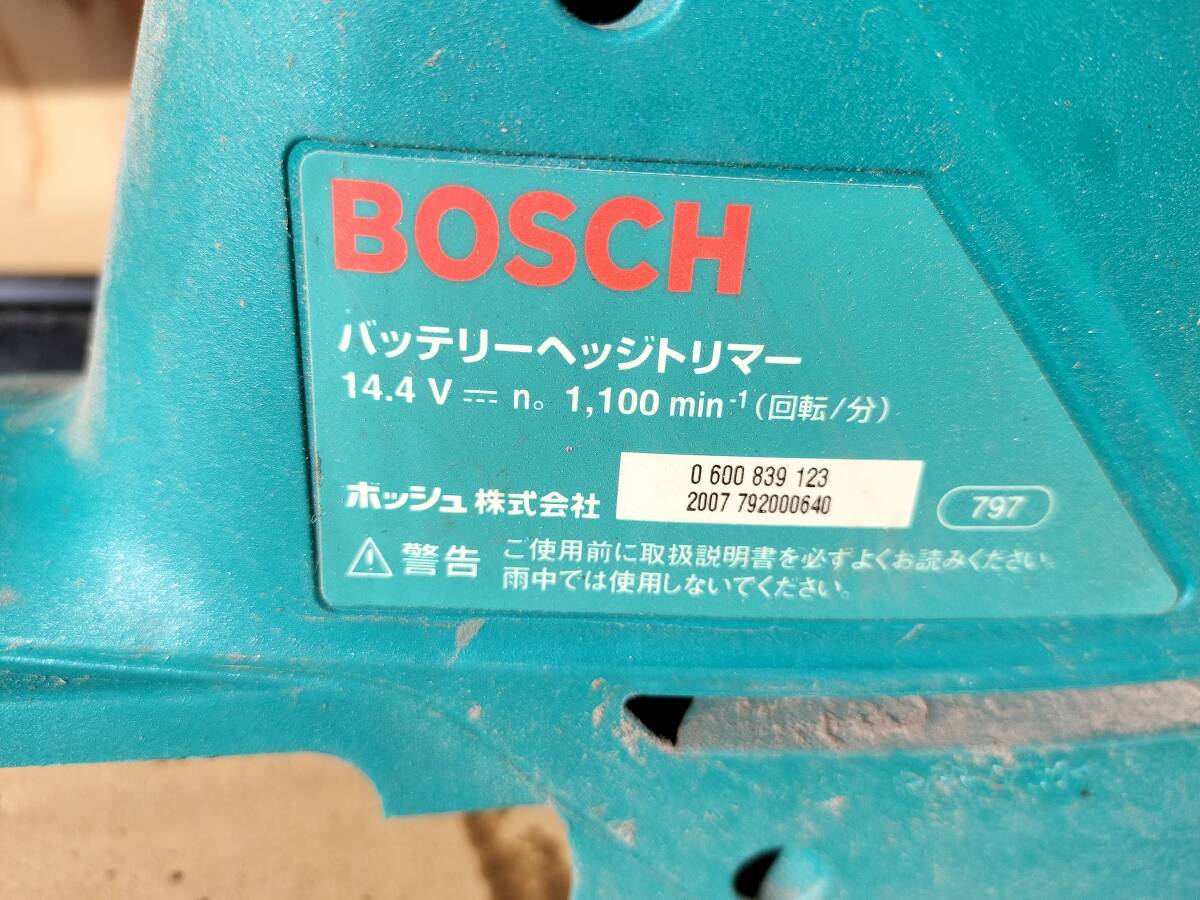 BOSCH
バッテリーヘッジトリマー
14.4 V ⎓ n₀ 1,100 min⁻¹ (回転/分)
ボッシュ 株式会社
0 600 839 123
2007 792000640
797
⚠ 警告 ご使用前に取扱説明書を必ずよくお読みください。
雨中では使用しないでください。